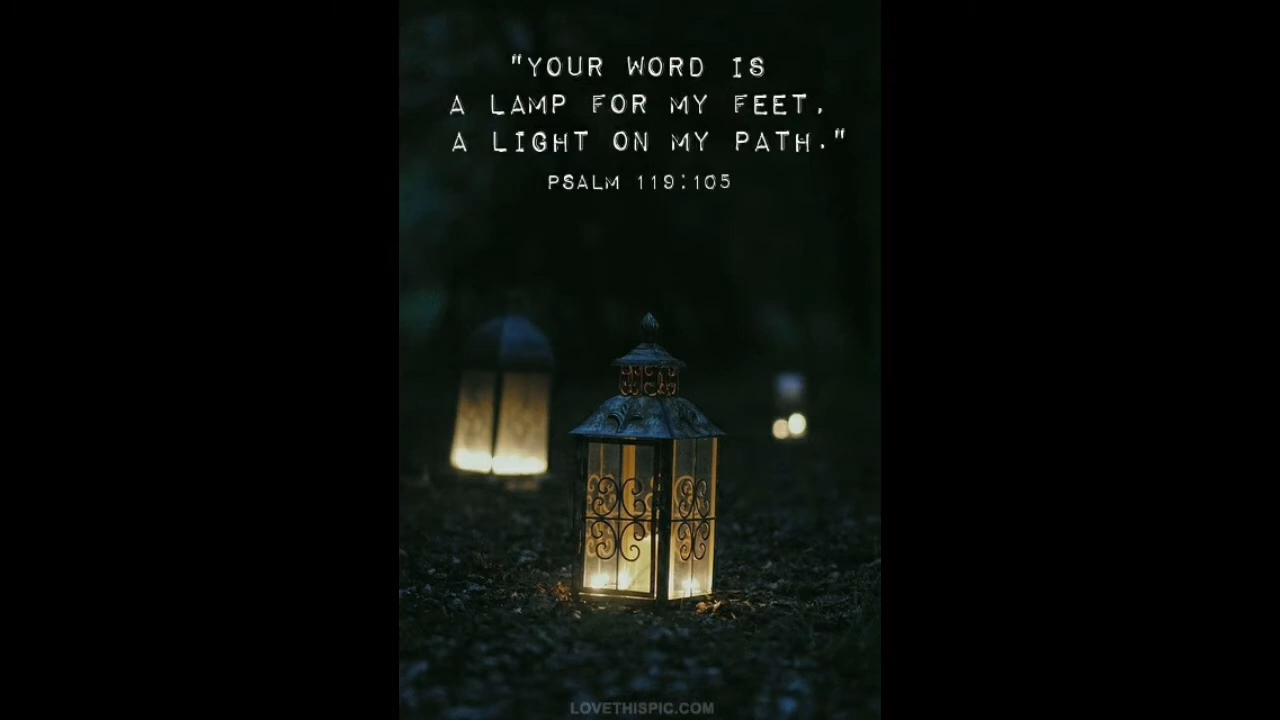 "YOUR WORD IS
A LAMP FOR MY FEET,
A LIGHT ON MY PATH."
PSALM 119:105
LOVETHISPIC.COM